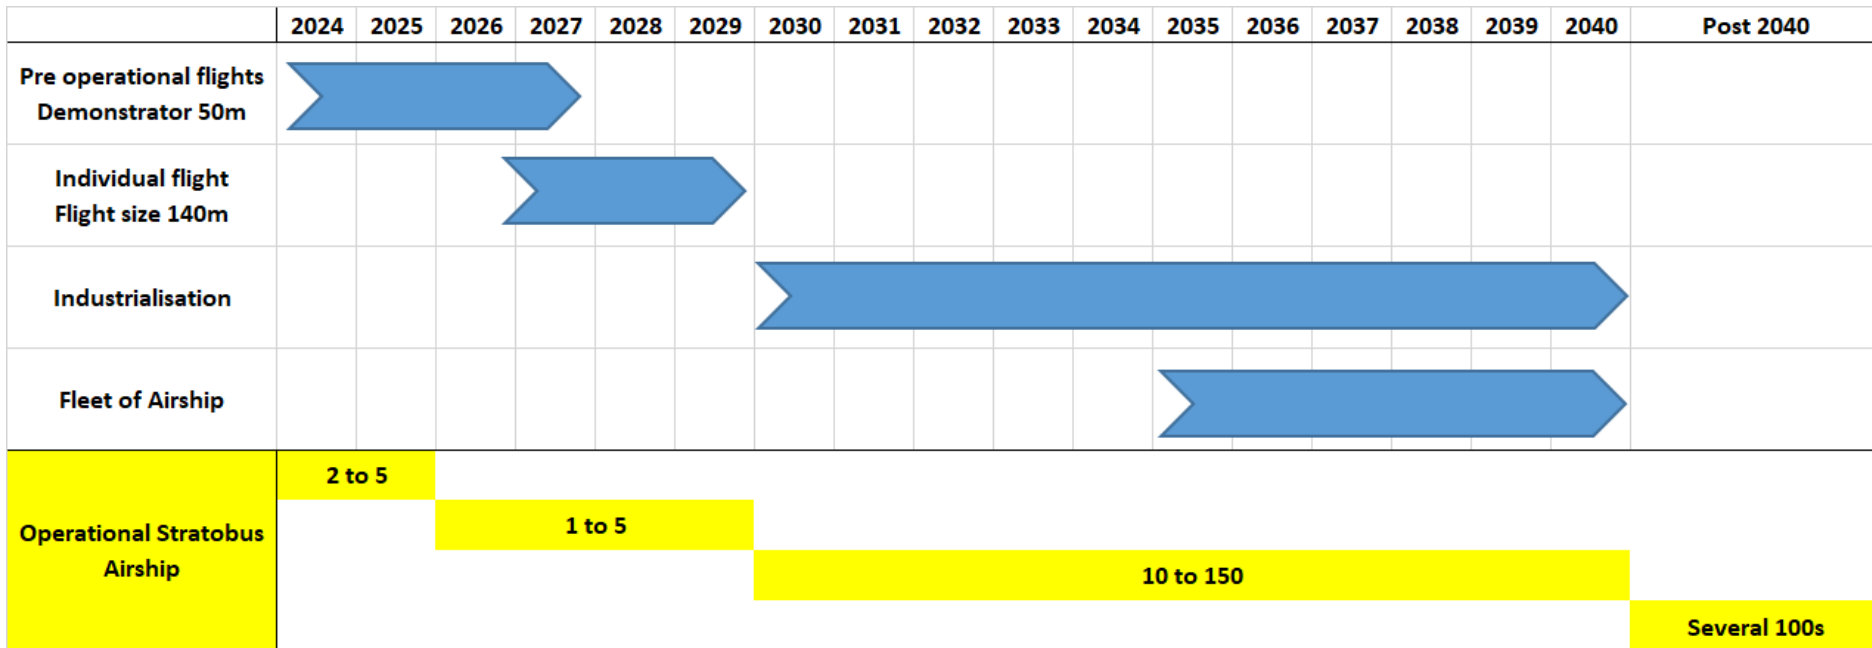 2024 2025 2026 2027 2028 2029 2030 2031 2032 2033 2034 2035 2036 2037 2038 2039 2040 Post 2040
Pre operational flights
Demonstrator 50m
Individual flight
Flight size 140m
Industrialisation
Fleet of Airship
Operational Stratobus
Airship
2 to 5
1 to 5
10 to 150
Several 100s